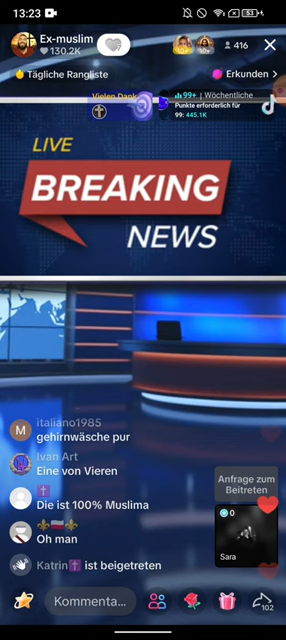 13:23
53
Ex-muslim
130.2K
416
Tägliche Rangliste
Erkunden
Vielen Dank
99+ | Wöchentliche
Punkte erforderlich für
99: 445.1K
LIVE
BREAKING
NEWS
italiano1985
M
gehirnwäsche pur
Ivan Art
Eine von Vieren
✝️
Die ist 100% Muslima
⚜️🇵🇱⚜️
Oh man
Katrin✝️ ist beigetreten
Anfrage zum
Beitreten
0
Sara
Kommenta...
102